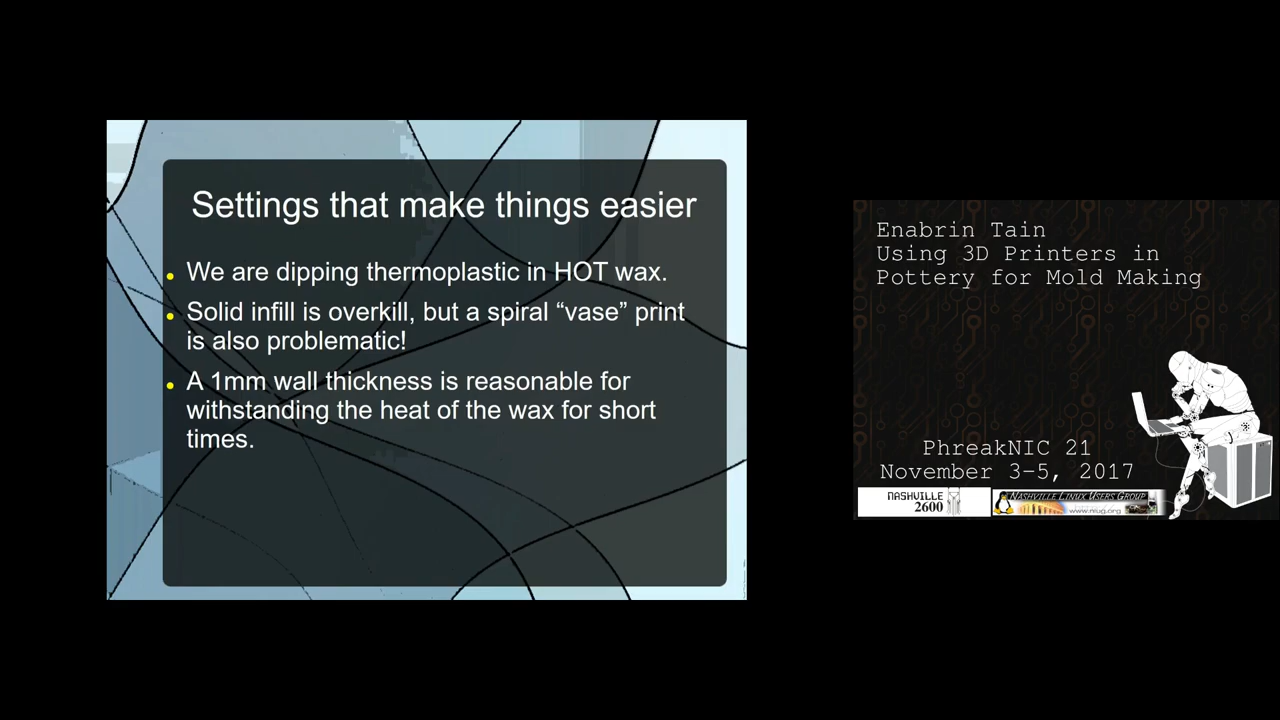 Settings that make things easier
We are dipping thermoplastic in HOT wax.
Solid infill is overkill, but a spiral “vase” print
is also problematic!
A 1mm wall thickness is reasonable for
withstanding the heat of the wax for short
times.
Enabrin Tain
Using 3D Printers in
Pottery for Mold Making
PhreakNIC 21
November 3-5, 2017
NASHVILLE
2600
NASHVILLE LINUX USERS GROUP
www.nlug.org